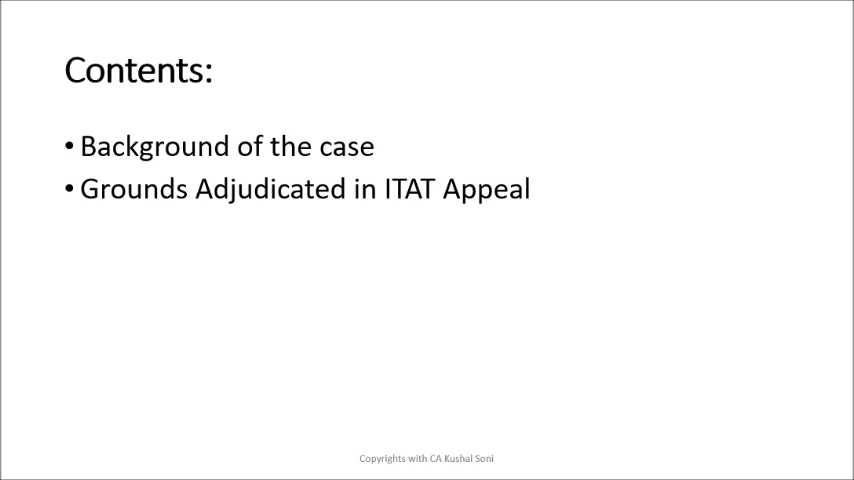 Contents:
• Background of the case
• Grounds Adjudicated in ITAT Appeal
Copyrights with CA Kushal Soni